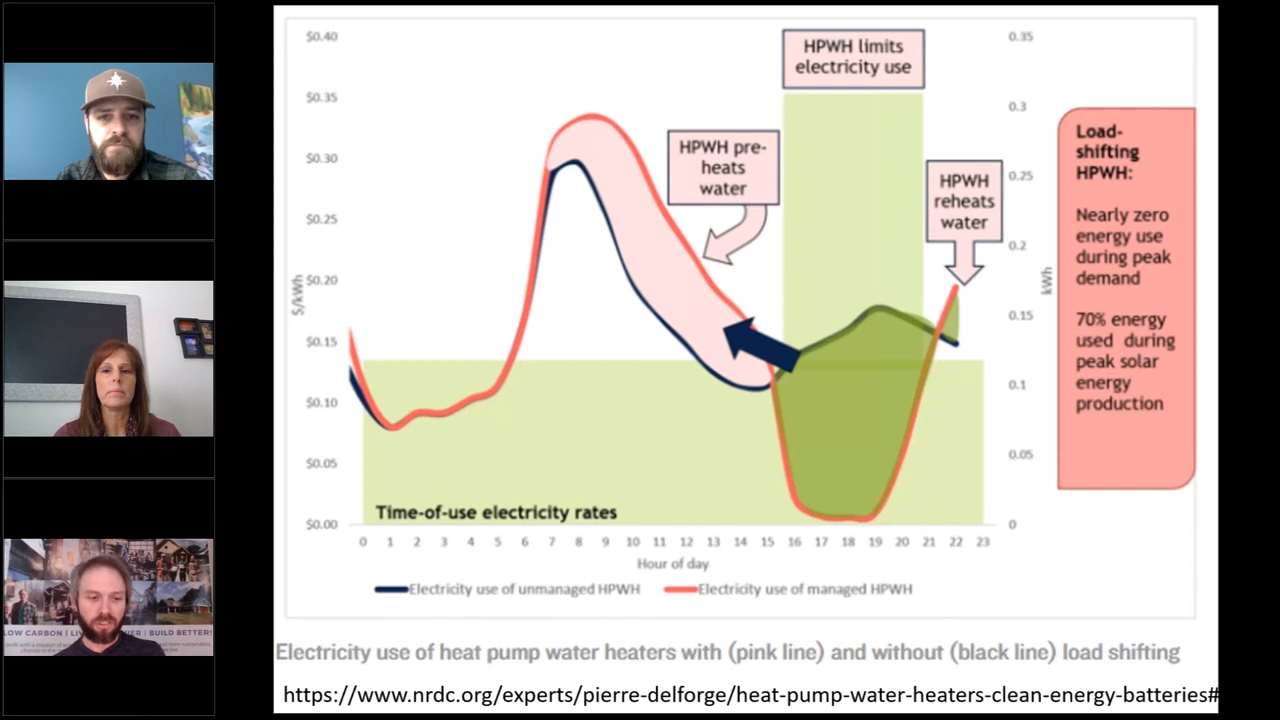 $0.40
$0.35
$0.30
$0.25
$0.20
$0.15
$0.10
$0.05
$0.00
$/kWh
HPWH limits
electricity use
HPWH pre-
heats
water
HPWH
reheats
water
0.35
0.3
0.25
0.2
0.15
0.1
0.05
0
kWh
Load-
shifting
HPWH:
Nearly zero
energy use
during peak
demand
70% energy
used during
peak solar
energy
production
Time-of-use electricity rates
0 1 2 3 4 5 6 7 8 9 10 11 12 13 14 15 16 17 18 19 20 21 22 23
Hour of day
Electricity use of unmanaged HPWH
Electricity use of managed HPWH
Electricity use of heat pump water heaters with (pink line) and without (black line) load shifting
https://www.nrdc.org/experts/pierre-delforge/heat-pump-water-heaters-clean-energy-batteries#
LOW CARBON | BUILD BETTER!